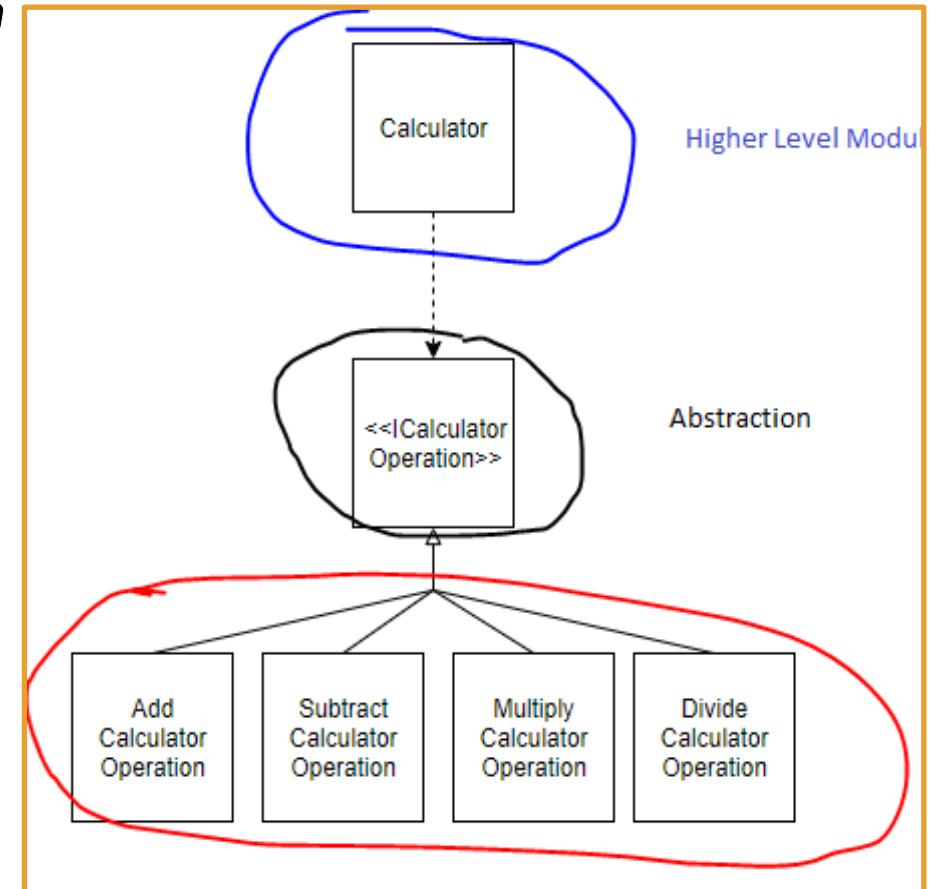 Calculator
Higher Level Modul
<<ICalculator
Operation>>
Abstraction
Add
Calculator
Operation
Subtract
Calculator
Operation
Multiply
Calculator
Operation
Divide
Calculator
Operation